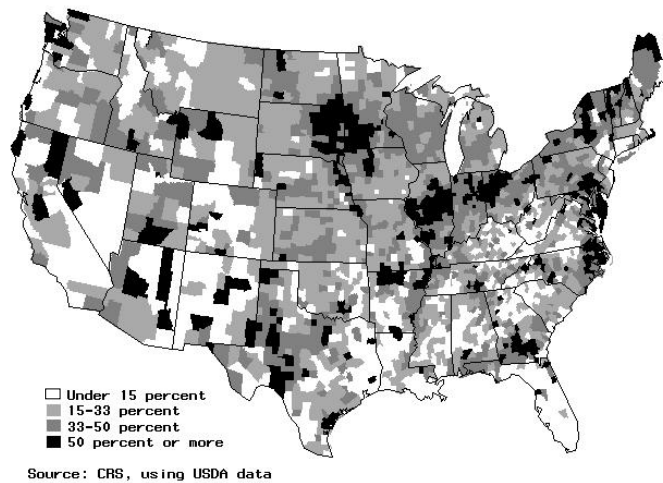 Under 15 percent
15-33 percent
33-50 percent
50 percent or more
Source: CRS, using USDA data